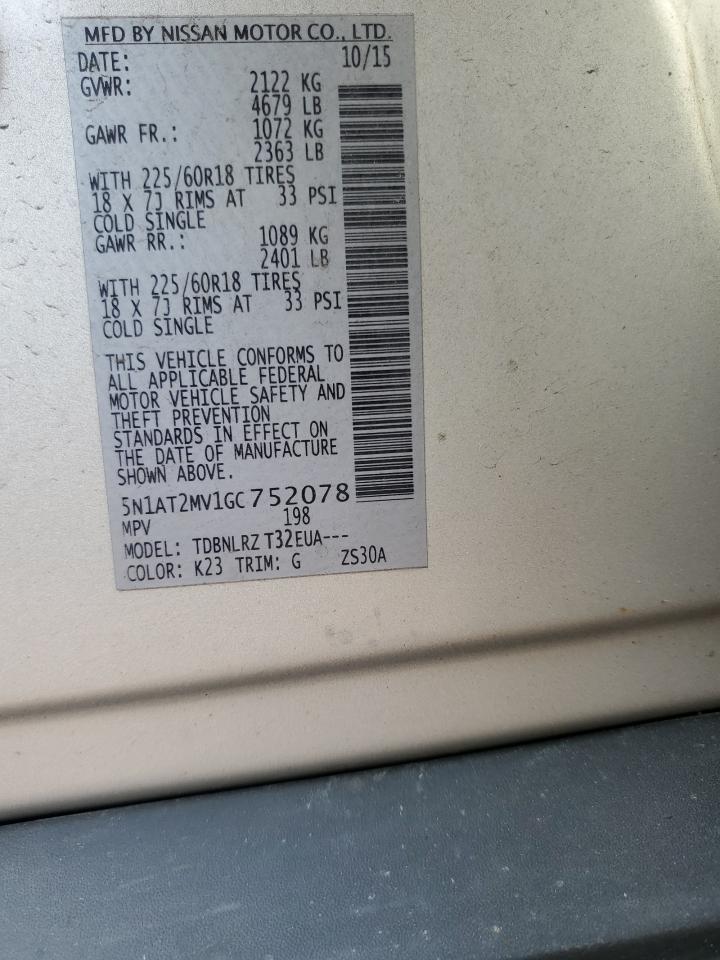 MFD BY NISSAN MOTOR CO., LTD.
DATE: 10/15
GVWR: 2122 KG
4679 LB
GAWR FR.: 1072 KG
2363 LB
WITH 225/60R18 TIRES
18 X 7J RIMS AT 33 PSI
COLD SINGLE
GAWR RR.: 1089 KG
2401 LB
WITH 225/60R18 TIRES
18 X 7J RIMS AT 33 PSI
COLD SINGLE
THIS VEHICLE CONFORMS TO
ALL APPLICABLE FEDERAL
MOTOR VEHICLE SAFETY AND
THEFT PREVENTION
STANDARDS IN EFFECT ON
THE DATE OF MANUFACTURE
SHOWN ABOVE.
5N1AT2MV1GC752078
MPV 198
MODEL: TDBNLRZ T32EUA---
COLOR: K23 TRIM: G ZS30A